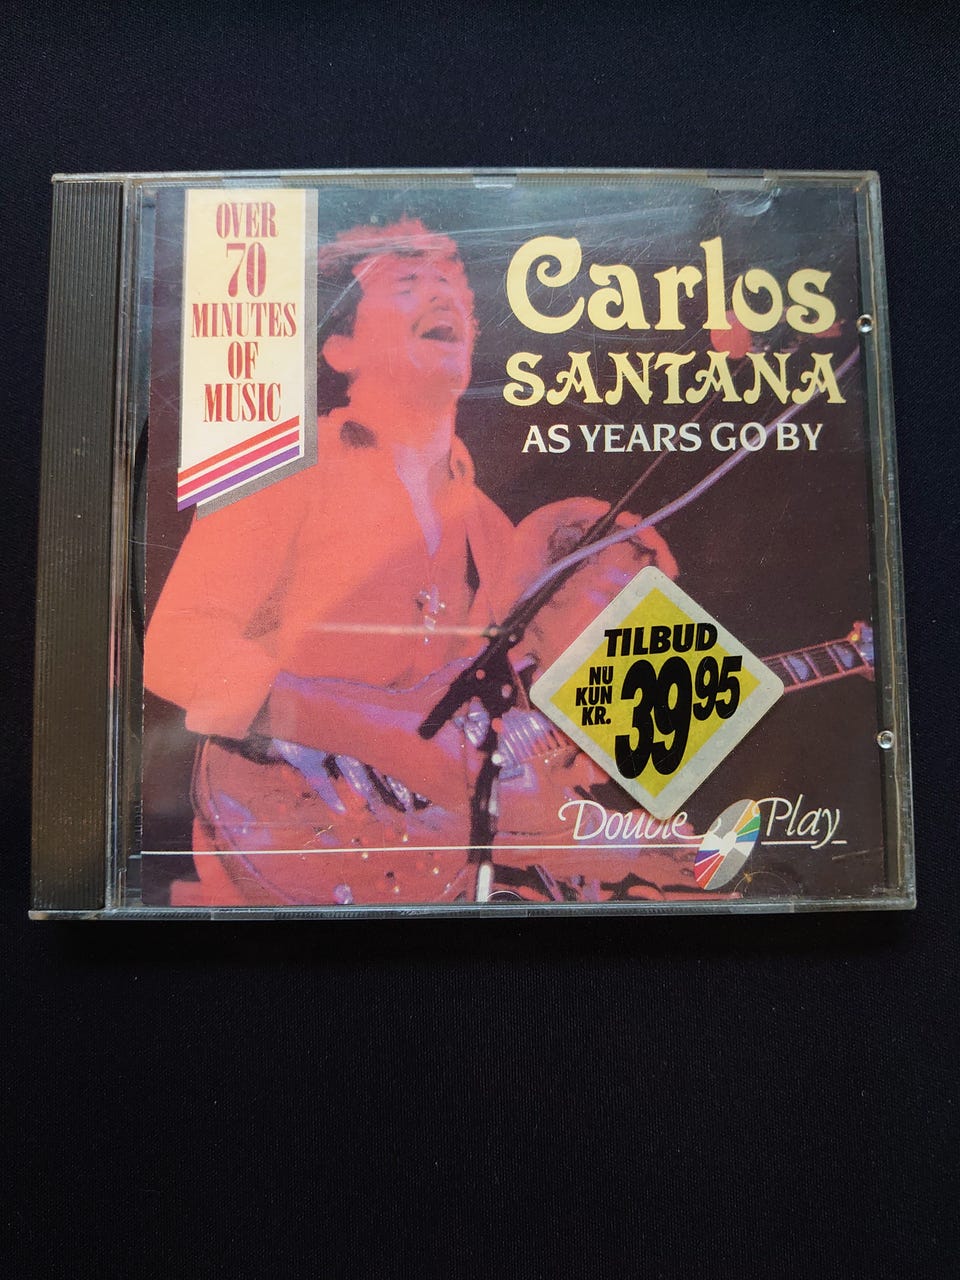 OVER
70
MINUTES
OF
MUSIC
Carlos
SANTANA
AS YEARS GO BY
TILBUD
NU
KUN
KR.
39 95
Double Play